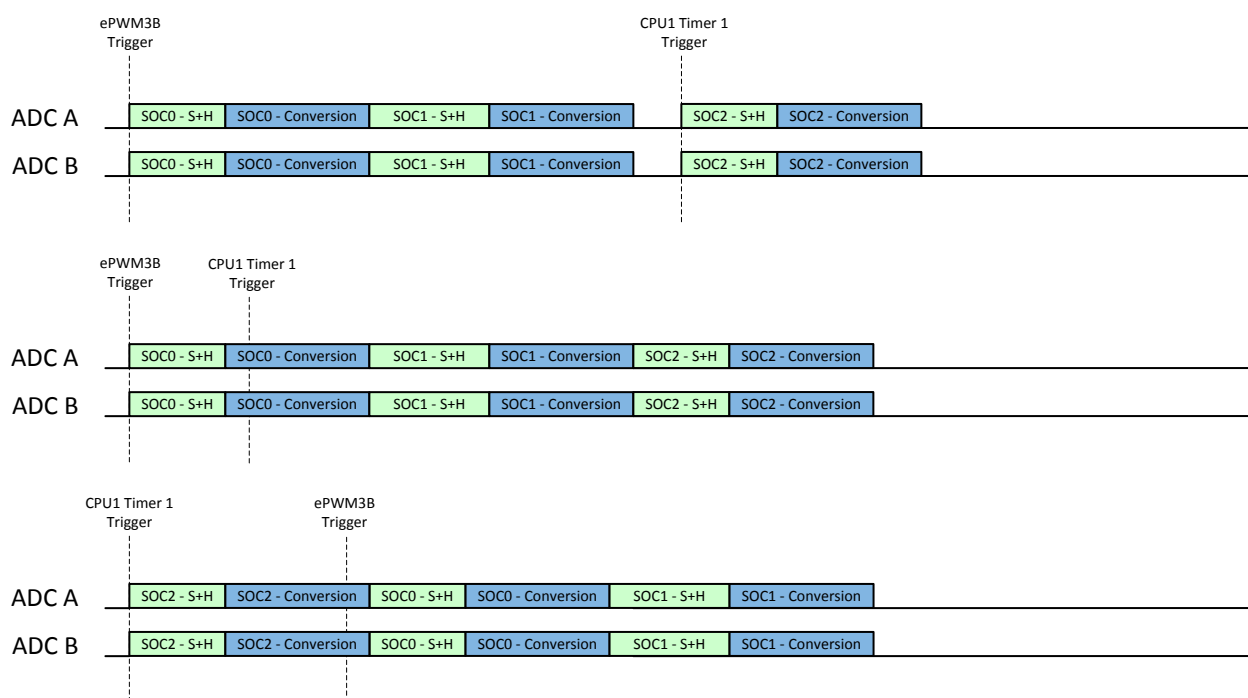 ePWM3B
Trigger
CPU1 Timer 1
Trigger
ADC A
SOC0 - S+H
SOC0 - Conversion
SOC1 - S+H
SOC1 - Conversion
SOC2 - S+H
SOC2 - Conversion
ADC B
SOC0 - S+H
SOC0 - Conversion
SOC1 - S+H
SOC1 - Conversion
SOC2 - S+H
SOC2 - Conversion
ePWM3B
Trigger
CPU1 Timer 1
Trigger
ADC A
SOC0 - S+H
SOC0 - Conversion
SOC1 - S+H
SOC1 - Conversion
SOC2 - S+H
SOC2 - Conversion
ADC B
SOC0 - S+H
SOC0 - Conversion
SOC1 - S+H
SOC1 - Conversion
SOC2 - S+H
SOC2 - Conversion
CPU1 Timer 1
Trigger
ePWM3B
Trigger
ADC A
SOC2 - S+H
SOC2 - Conversion
SOC0 - S+H
SOC0 - Conversion
SOC1 - S+H
SOC1 - Conversion
ADC B
SOC2 - S+H
SOC2 - Conversion
SOC0 - S+H
SOC0 - Conversion
SOC1 - S+H
SOC1 - Conversion